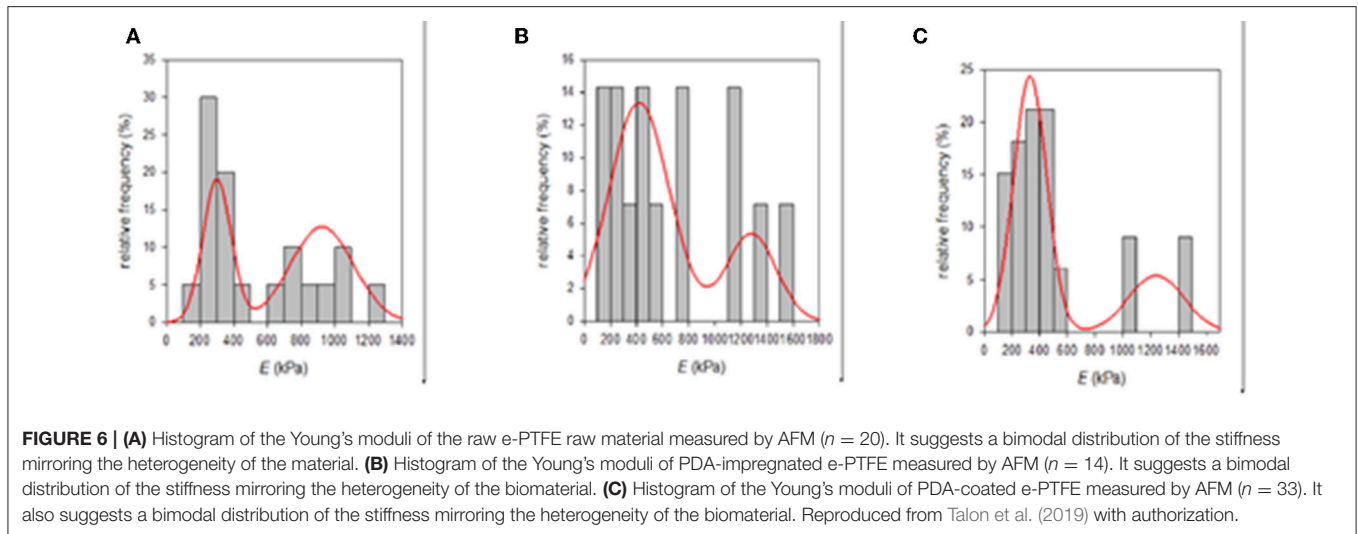 A
B
C
35
30
25
20
15
10
5
0
relative frequency (%)
0 200 400 600 800 1000 1200 1400
E (kPa)
16
14
12
10
8
6
4
2
0
relative frequency (%)
0 200 400 600 800 1000 1200 1400 1600 1800
E (kPa)
25
20
15
10
5
0
relative frequency (%)
0 200 400 600 800 1000 1200 1400 1600
E (kPa)
FIGURE 6 | (A) Histogram of the Young's moduli of the raw e-PTFE raw material measured by AFM (n = 20). It suggests a bimodal distribution of the stiffness
mirroring the heterogeneity of the material. (B) Histogram of the Young's moduli of PDA-impregnated e-PTFE measured by AFM (n = 14). It suggests a bimodal
distribution of the stiffness mirroring the heterogeneity of the biomaterial. (C) Histogram of the Young's moduli of PDA-coated e-PTFE measured by AFM (n = 33). It
also suggests a bimodal distribution of the stiffness mirroring the heterogeneity of the biomaterial. Reproduced from Talon et al. (2019) with authorization.